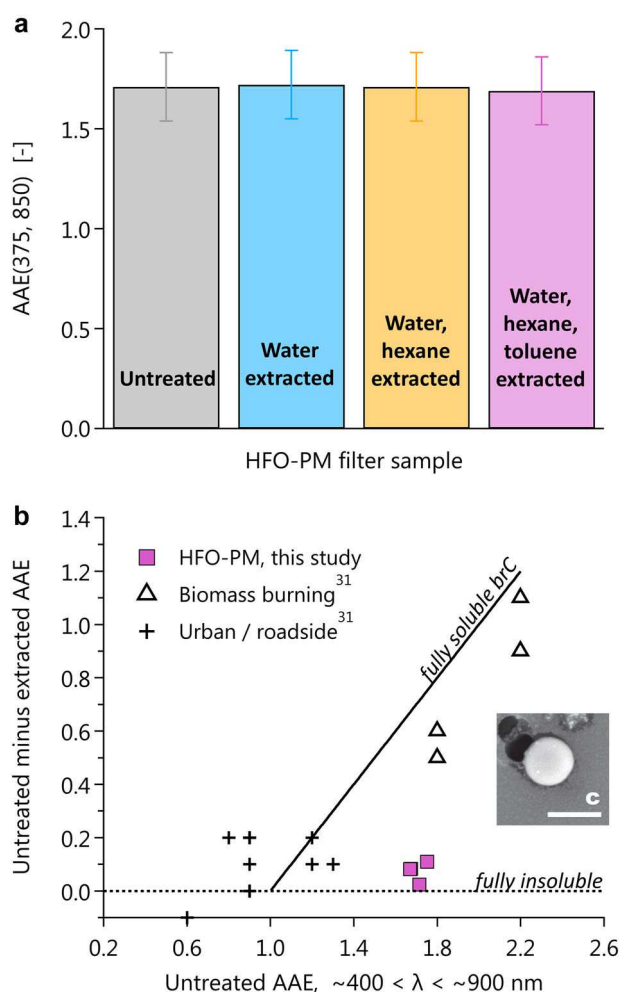 a
2.0
1.5
1.0
0.5
0.0
AAE(375, 850) [-]
Untreated
Water
extracted
Water,
hexane
extracted
Water,
hexane,
toluene
extracted
HFO-PM filter sample
b
1.4
1.2
1.0
0.8
0.6
0.4
0.2
0.0
Untreated minus extracted AAE
HFO-PM, this study
Biomass burning31
Urban / roadside31
fully soluble brC
c
fully insoluble
0.2 0.6 1.0 1.4 1.8 2.2 2.6
Untreated AAE, ~400 < λ < ~900 nm